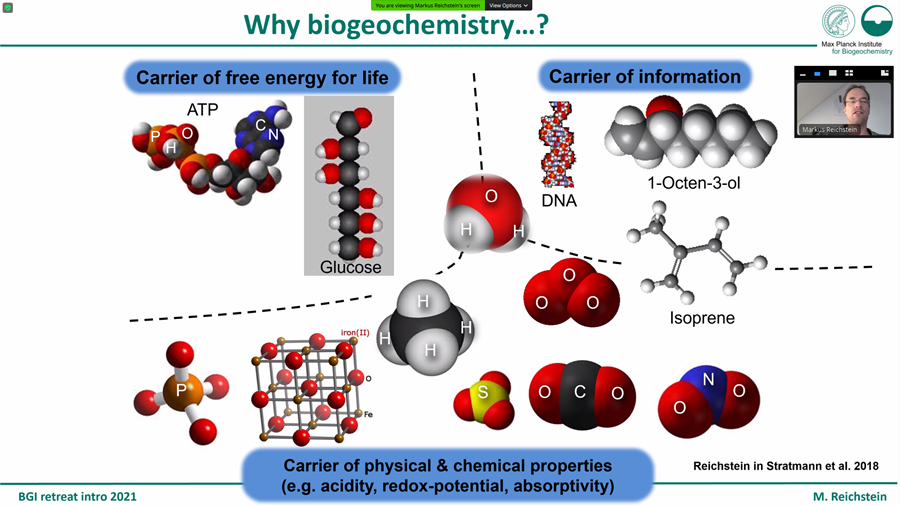 You are viewing Markus Reichstein's screen
View Options
Why biogeochemistry...?
Max Planck Institute
for Biogeochemistry
Carrier of free energy for life
Carrier of information
Markus Reichstein
ATP
P
O
H
C
N
Glucose
DNA
1-Octen-3-ol
O
H
H
O
O
O
Isoprene
H
H
H
H
iron(II)
O
Fe
P
S
O
C
O
N
O
O
Carrier of physical & chemical properties
(e.g. acidity, redox-potential, absorptivity)
Reichstein in Stratmann et al. 2018
BGI retreat intro 2021
M. Reichstein